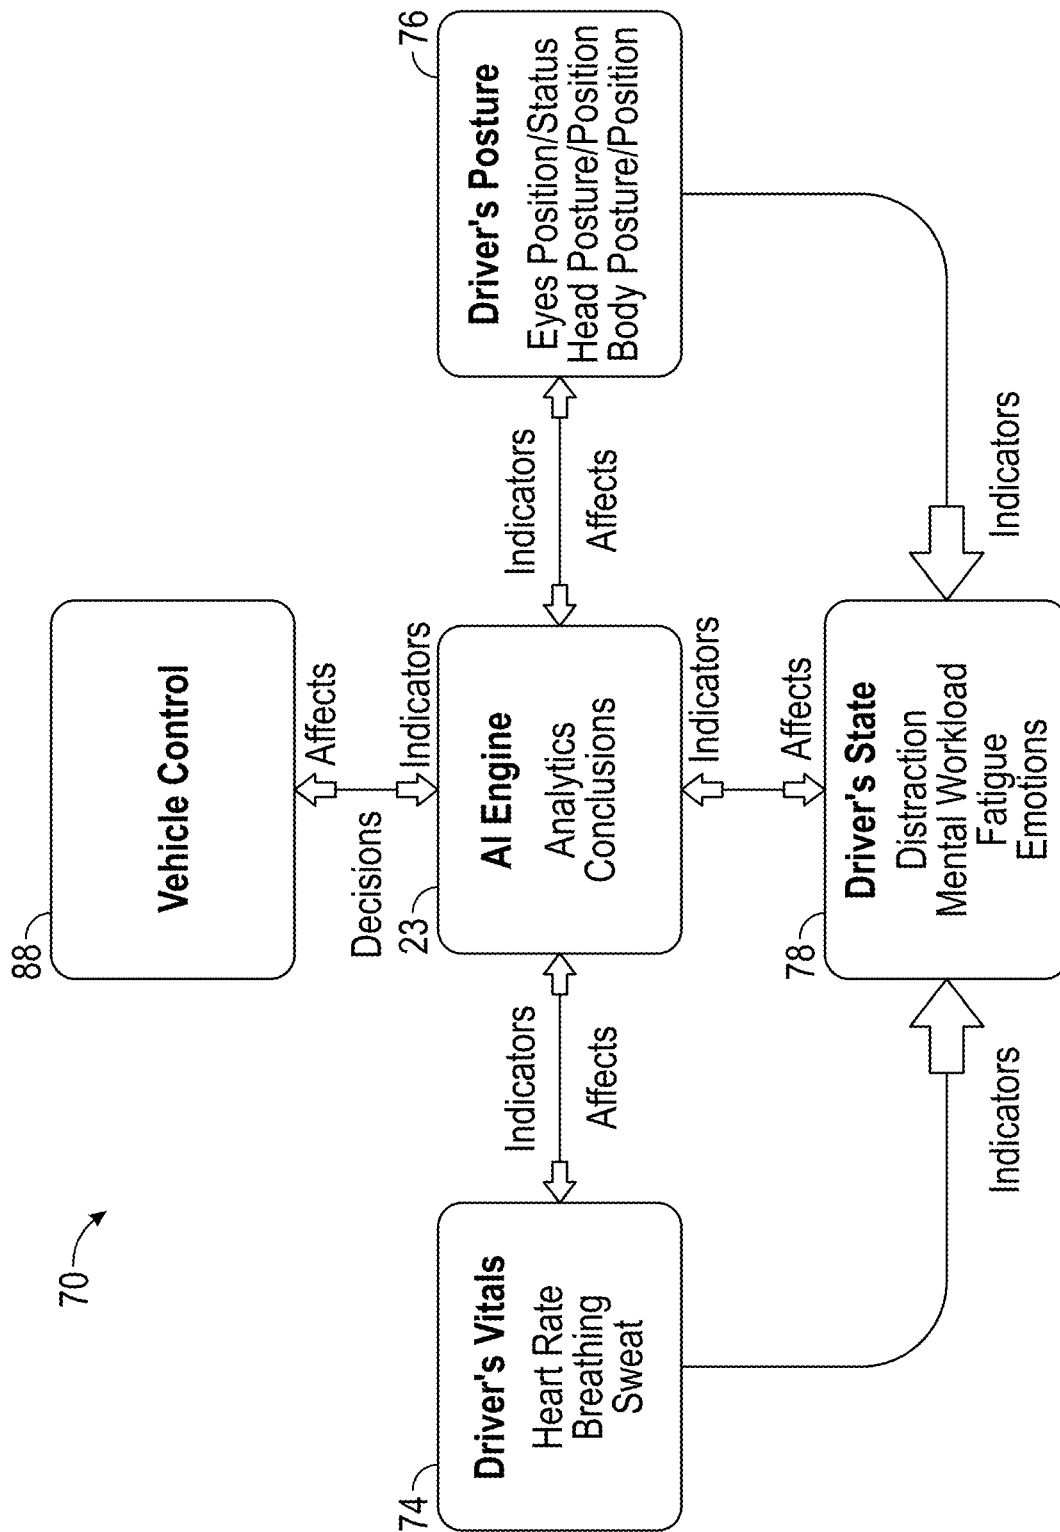 70
88
Vehicle Control
Decisions
Affects
Indicators
74
Driver's Vitals
Heart Rate
Breathing
Sweat
Indicators
Affects
23
AI Engine
Analytics
Conclusions
Indicators
Affects
76
Driver's Posture
Eyes Position/Status
Head Posture/Position
Body Posture/Position
Indicators
Affects
78
Driver's State
Distraction
Mental Workload
Fatigue
Emotions
Indicators
Indicators